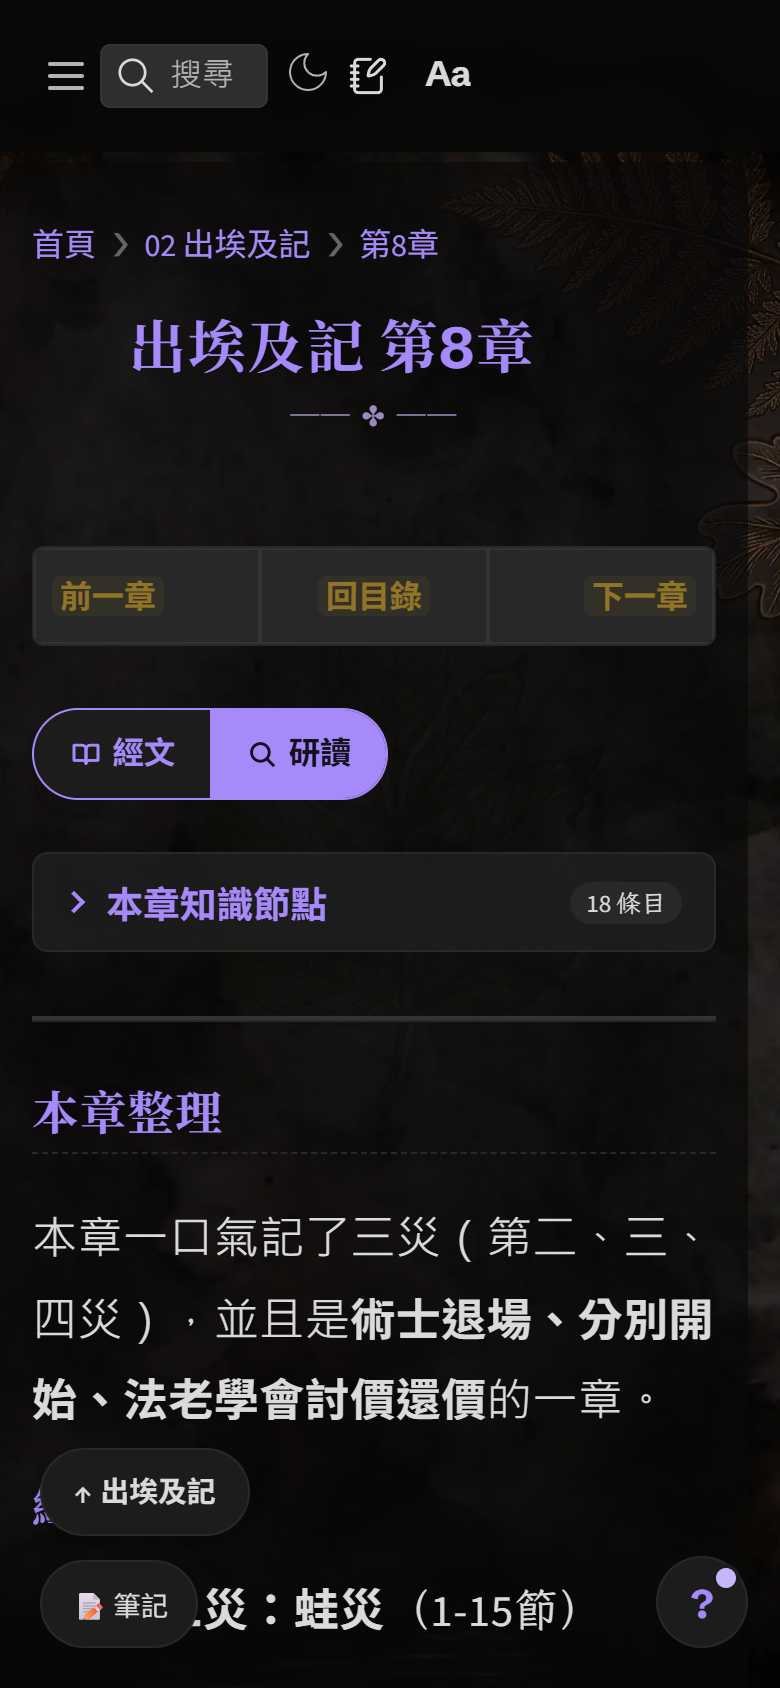 搜尋
Aa
首頁 > 02 出埃及記 > 第8章
出埃及記 第8章
前一章 回目錄 下一章
經文 研讀
本章知識節點 18 條目
本章整理
本章一口氣記了三災(第二、三、
四災),並且是術士退場、分別開
始、法老學會討價還價的一章。
↑ 出埃及記
筆記 災：蛙災（1-15節） ?